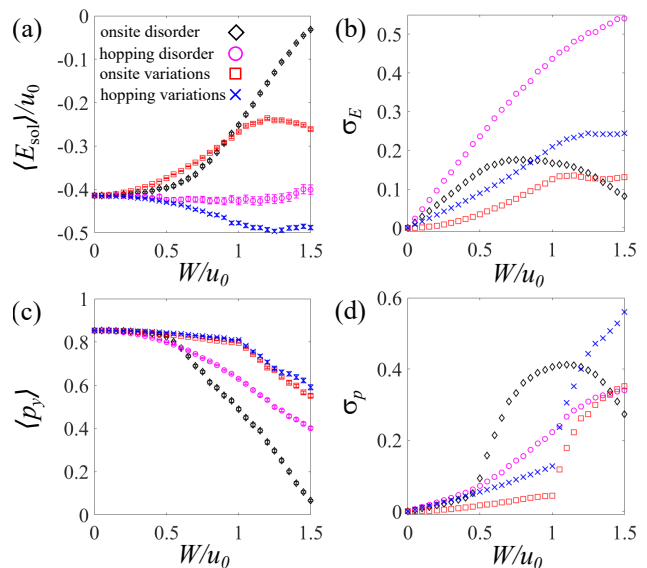 (a)
0
-0.1
-0.2
-0.3
-0.4
-0.5
⟨E_sol⟩/u_0
onsite disorder
hopping disorder
onsite variations
hopping variations
0 0.5 1 1.5
W/u_0
(b)
0.5
0.4
0.3
0.2
0.1
0
σ_E
0 0.5 1 1.5
W/u_0
(c)
1
0.8
0.6
0.4
0.2
0
⟨p_y⟩
0 0.5 1 1.5
W/u_0
(d)
0.6
0.4
0.2
0
σ_p
0 0.5 1 1.5
W/u_0